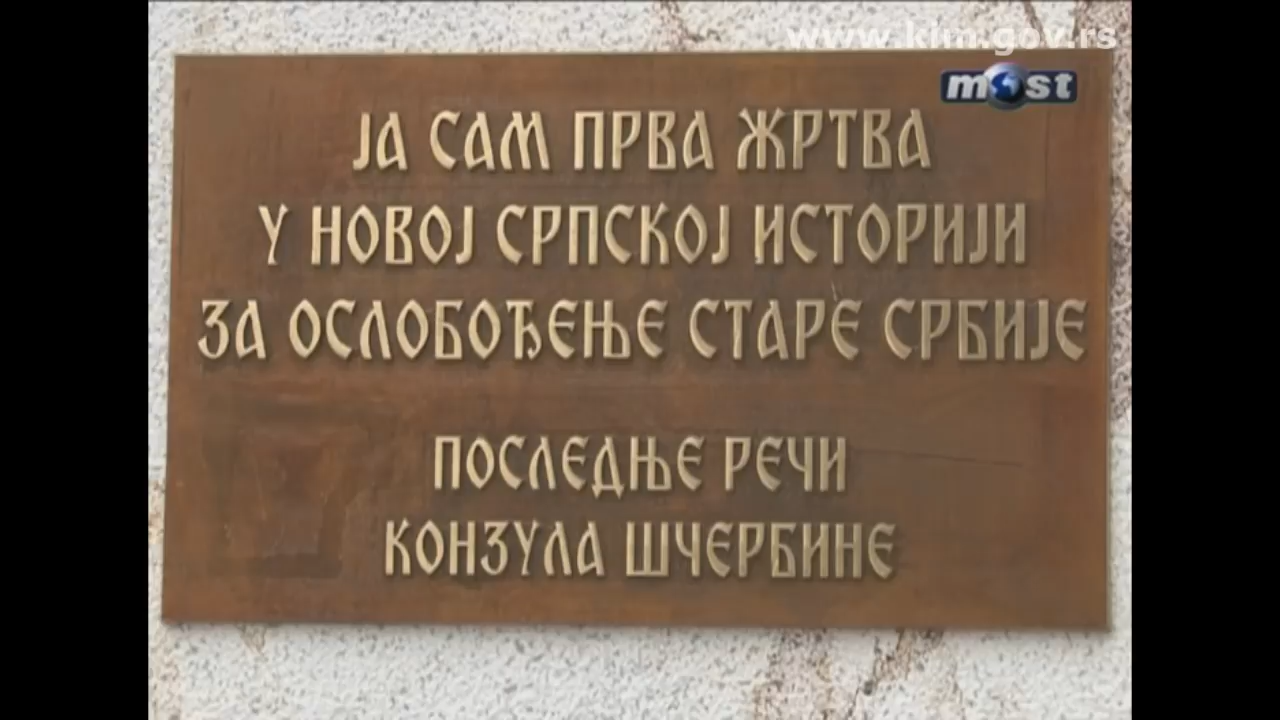 www.kim.gov.rs
most
ЈА САМ ПРВА ЖРТВА
У НОВОЈ СРПСКОЈ ИСТОРИЈИ
ЗА ОСЛОБОЂЕЊЕ СТАРЕ СРБИЈЕ
ПОСЛЕДЊЕ РЕЧИ
КОНЗУЛА ШЧЕРБИНЕ